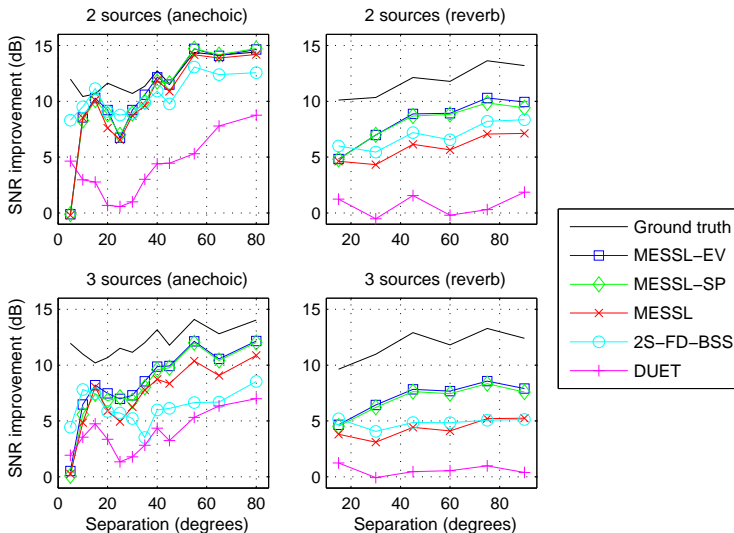 2 sources (anechoic)
2 sources (reverb)
SNR improvement (dB)
15
10
5
0
0 20 40 60 80
15
10
5
0
20 40 60 80
3 sources (anechoic)
3 sources (reverb)
SNR improvement (dB)
15
10
5
0
0 20 40 60 80
Separation (degrees)
15
10
5
0
20 40 60 80
Separation (degrees)
Ground truth
MESSL−EV
MESSL−SP
MESSL
2S−FD−BSS
DUET